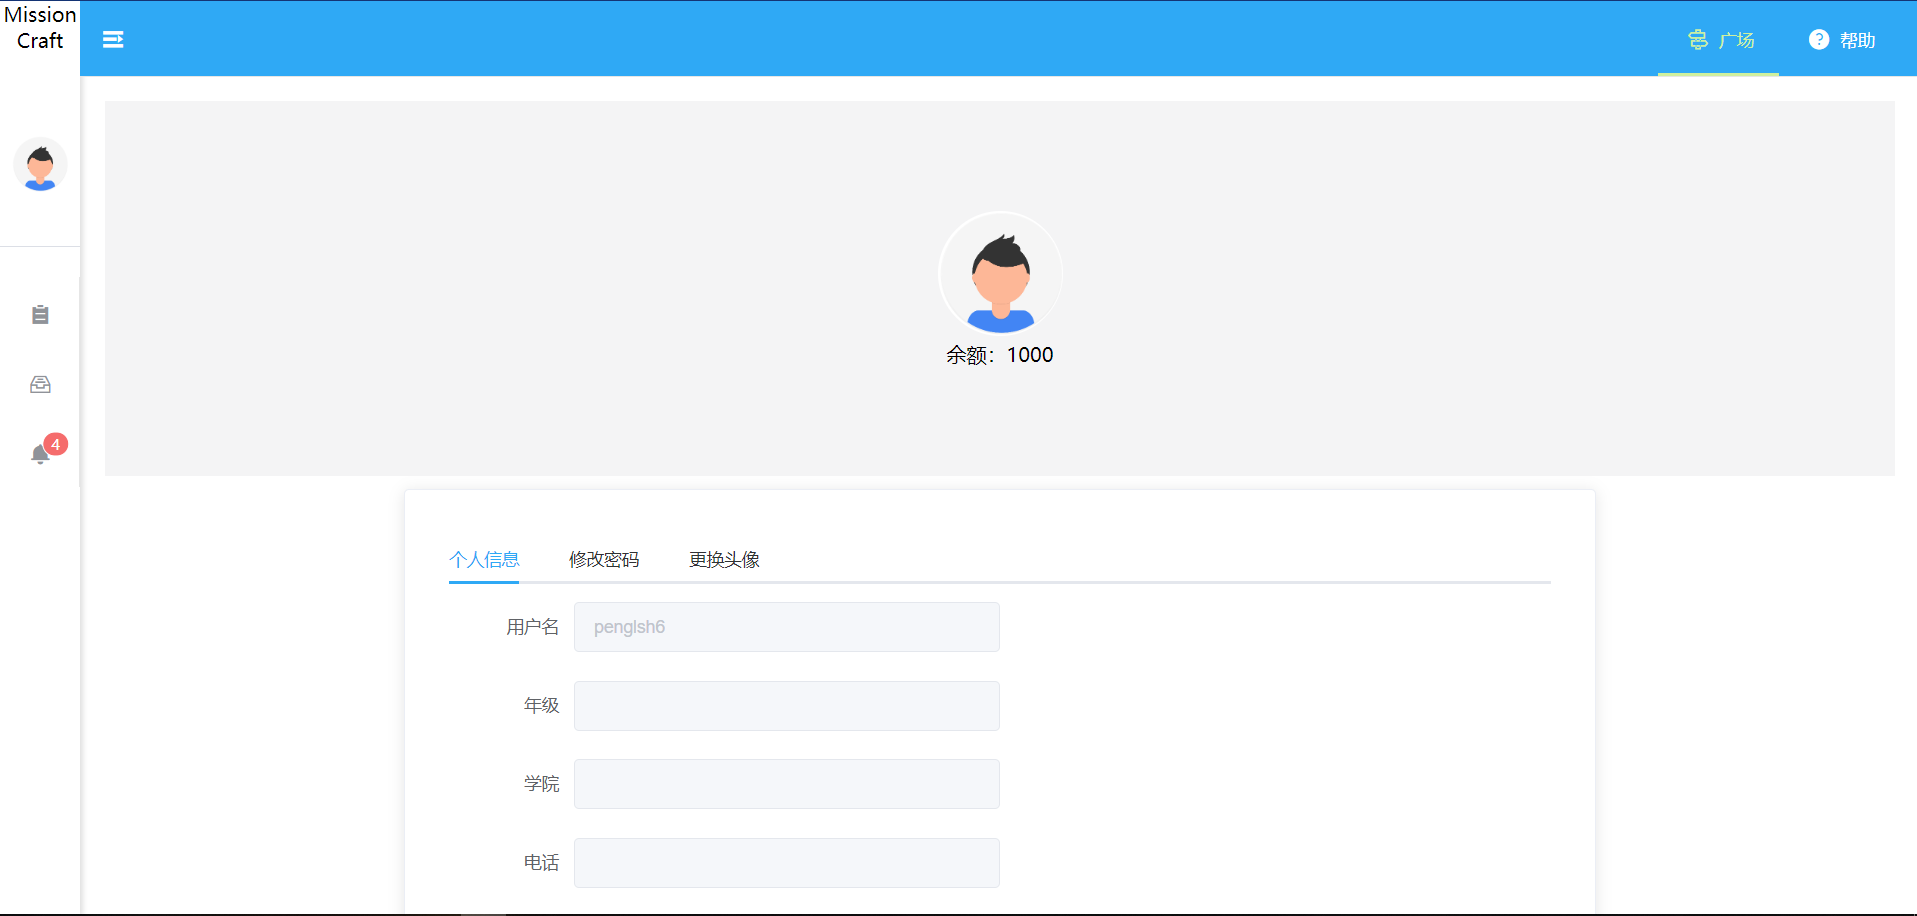 Mission
Craft
广场
帮助
4
余额：1000
个人信息
修改密码
更换头像
用户名
penglsh6
年级
学院
电话